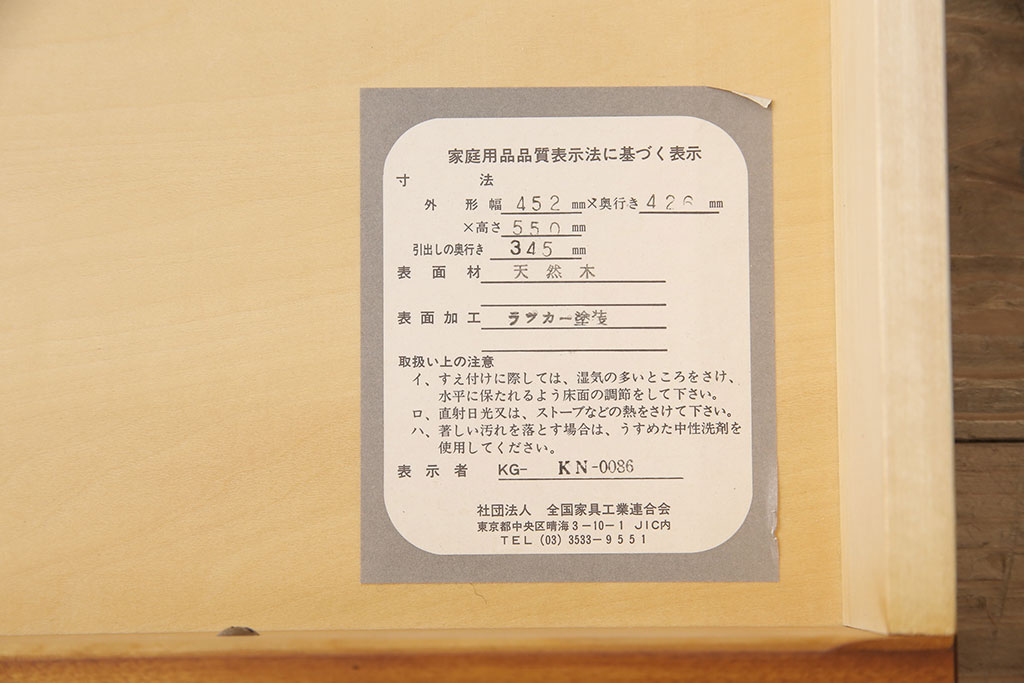 家庭用品品質表示法に基づく表示
寸法
外形幅 452 mm×奥行き 426 mm
×高さ 550 mm
引出しの奥行き 345 mm
表面材 天然木
表面加工 ラッカー塗装
取扱い上の注意
イ、すえ付けに際しては、湿気の多いところをさけ、
水平に保たれるよう床面の調節をして下さい。
ロ、直射日光又は、ストーブなどの熱をさけて下さい。
ハ、著しい汚れを落とす場合は、うすめた中性洗剤を
使用してください。
表示者 KG- KN-0086
社団法人 全国家具工業連合会
東京都中央区晴海3-10-1 JIC内
TEL (03) 3533-9551